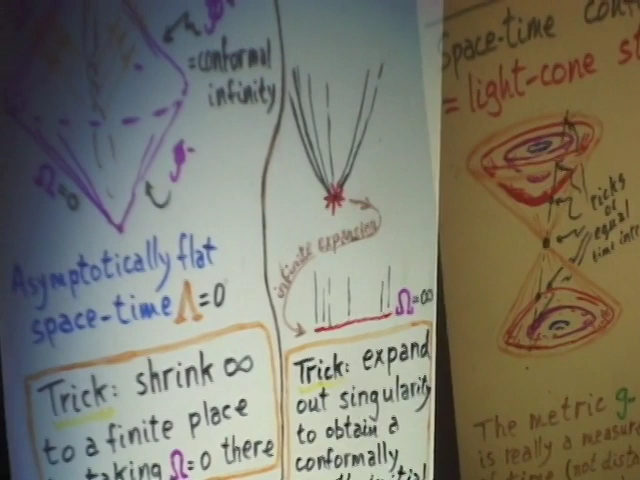 = conformal
infinity
Ω=0
Asymptotically flat
space-time Λ=0
Trick: shrink ∞
to a finite place
taking Ω=0 there
infinite expansion
Ω=∞
Trick: expand
out singularity
to obtain a
conformally
Space-time
= light-cone
ticks
of
equal
time
The metric g
is really a measure
of time (not